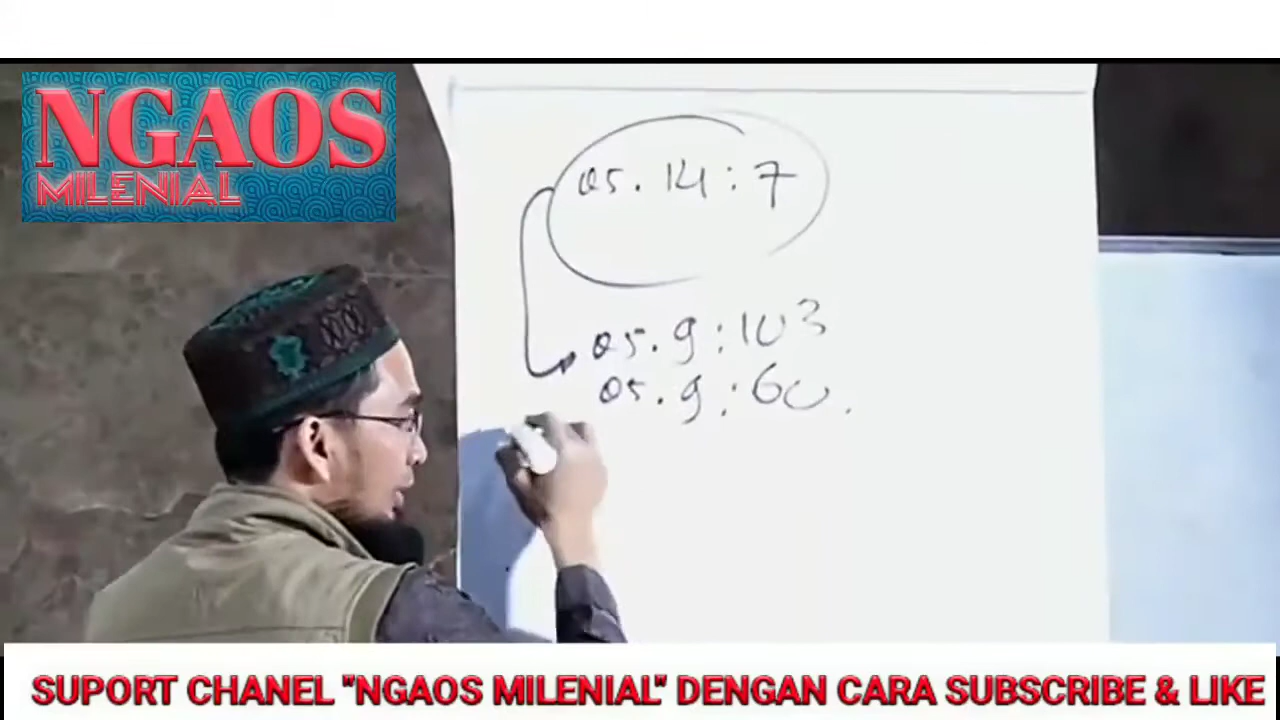 NGAOS
MILENIAL
QS. 14:7
QS. 9:103
QS. 9:60.
SUPORT CHANEL "NGAOS MILENIAL" DENGAN CARA SUBSCRIBE & LIKE